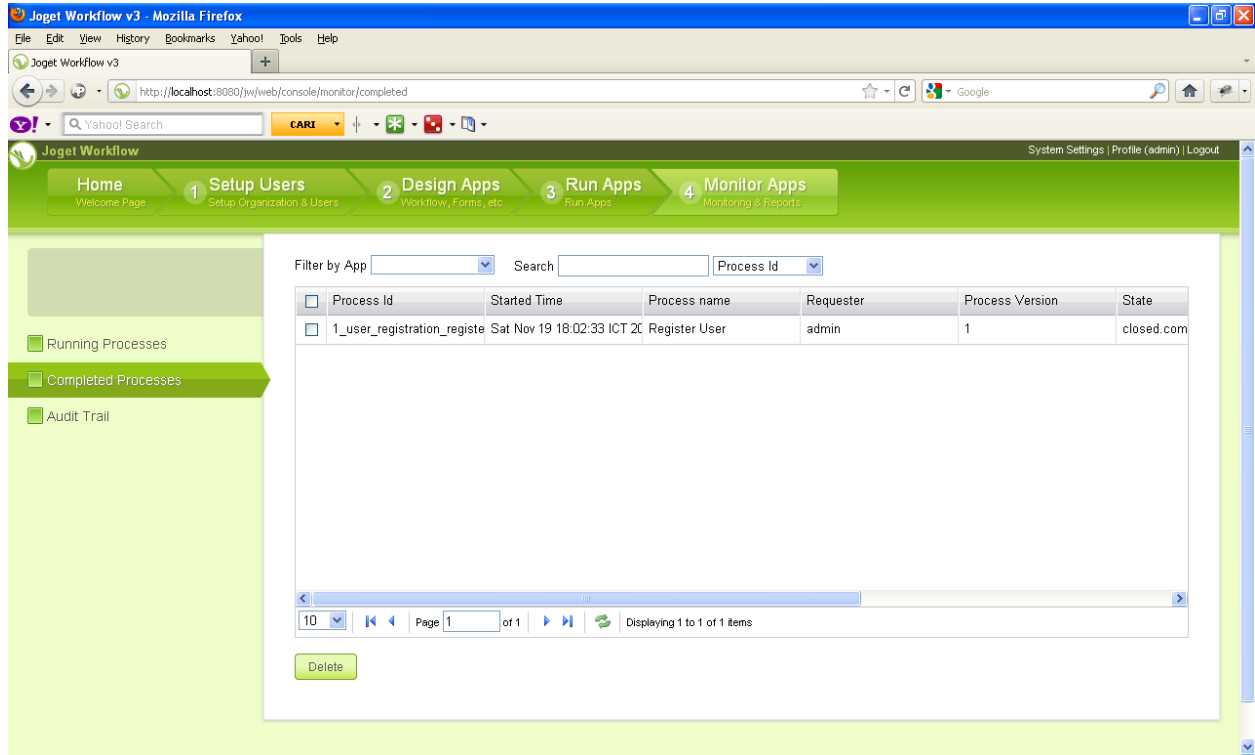 Joget Workflow v3 - Mozilla Firefox
File Edit View History Bookmarks Yahoo! Tools Help
Joget Workflow v3 +
http://localhost:8080/jw/web/console/monitor/completed Google
Y! Yahoo! Search CARI
Joget Workflow System Settings | Profile (admin) | Logout
Home 1 Setup Users 2 Design Apps 3 Run Apps 4 Monitor Apps
Welcome Page Setup Organization & Users Workflow, Forms, etc Run Apps Monitoring & Reports
Filter by App Search Process Id
Process Id Started Time Process name Requester Process Version State
1_user_registration_registe Sat Nov 19 18:02:33 ICT 20 Register User admin 1 closed.com
Running Processes
Completed Processes
Audit Trail
10 Page 1 of 1 Displaying 1 to 1 of 1 items
Delete